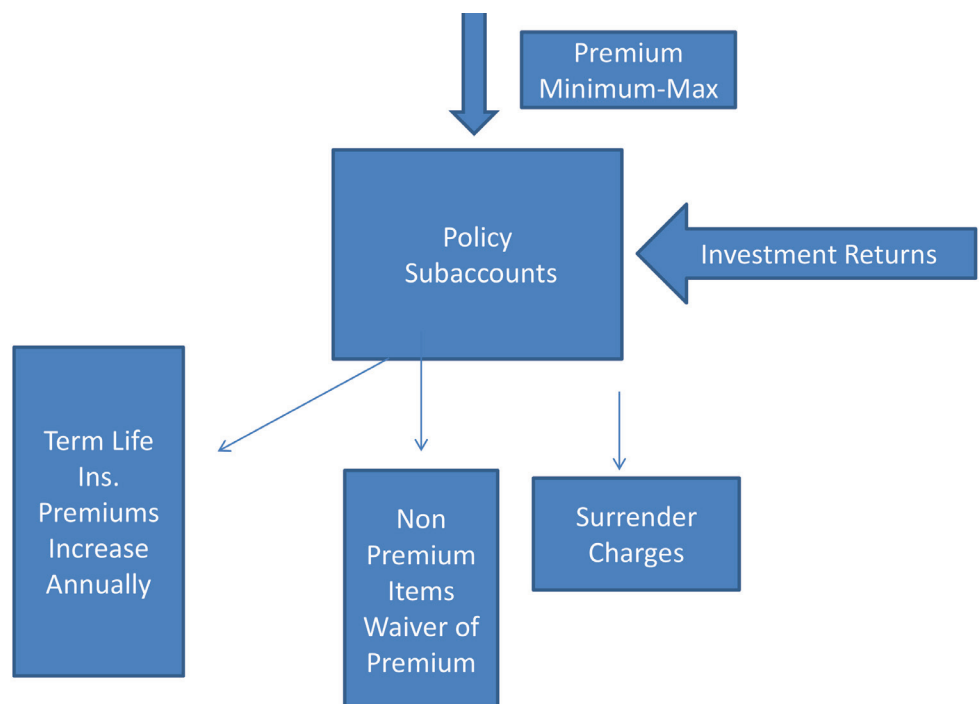 Premium
Minimum-Max
Policy
Subaccounts
Investment Returns
Term Life
Ins.
Premiums
Increase
Annually
Non
Premium
Items
Waiver of
Premium
Surrender
Charges